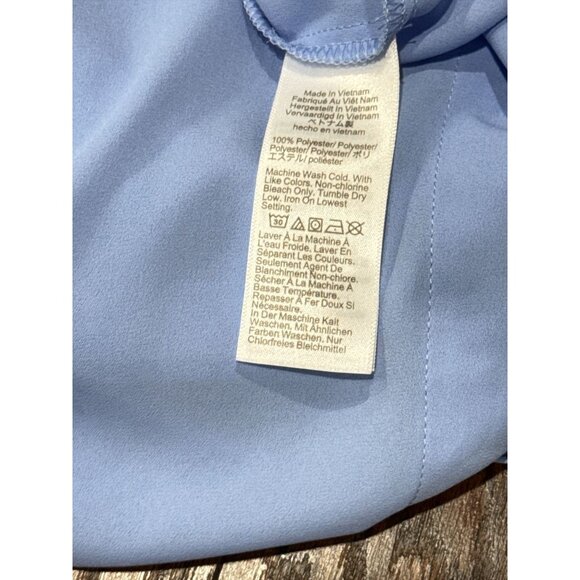 Made In Vietnam
Fabriqué Au Viêt Nam
Hergestellt In Vietnam
Vervaardigd In Vietnam
ベトナム製
hecho en vietnam
100% Polyester/ Polyester/
Polyester/ Polyester/ ポリ
エステル/ poliéster
Machine Wash Cold. With
Like Colors. Non-chlorine
Bleach Only. Tumble Dry
Low. Iron On Lowest
Setting.
30
Laver À La Machine À
L'eau Froide. Laver En
Séparant Les Couleurs.
Seulement Agent De
Blanchiment Non-chlore.
Sécher À La Machine À
Basse Température.
Repasser À Fer Doux Si
Nécessaire.
In Der Maschine Kalt
Waschen. Mit Ähnlichen
Farben Waschen. Nur
Chlorfreies Bleichmittel